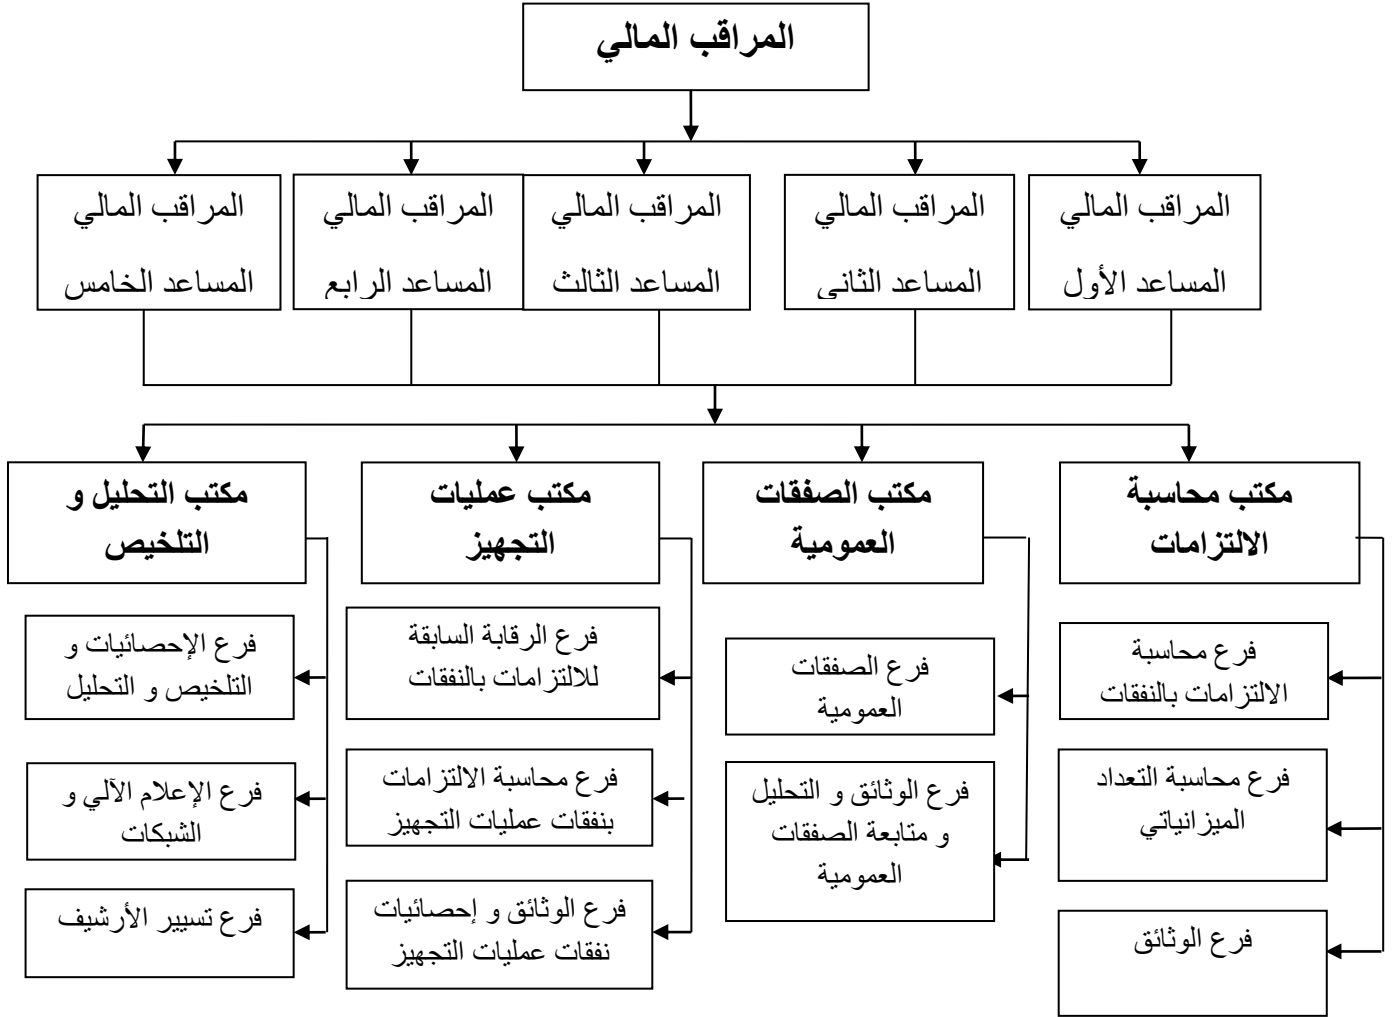 المراقب المالي
المراقب المالي
المساعد الأول
المراقب المالي
المساعد الثاني
المراقب المالي
المساعد الثالث
المراقب المالي
المساعد الرابع
المراقب المالي
المساعد الخامس
مكتب محاسبة
الالتزامات
مكتب الصفقات
العمومية
مكتب عمليات
التجهيز
مكتب التحليل و
التلخيص
فرع محاسبة
الالتزامات بالنفقات
فرع محاسبة التعداد
الميزانياتي
فرع الوثائق
فرع الصفقات
العمومية
فرع الوثائق و التحليل
و متابعة الصفقات
العمومية
فرع الرقابة السابقة
للالتزامات بالنفقات
فرع محاسبة الالتزامات
بنفقات عمليات التجهيز
فرع الوثائق و إحصائيات
نفقات عمليات التجهيز
فرع الإحصائيات و
التلخيص و التحليل
فرع الإعلام الآلي و
الشبكات
فرع تسيير الأرشيف